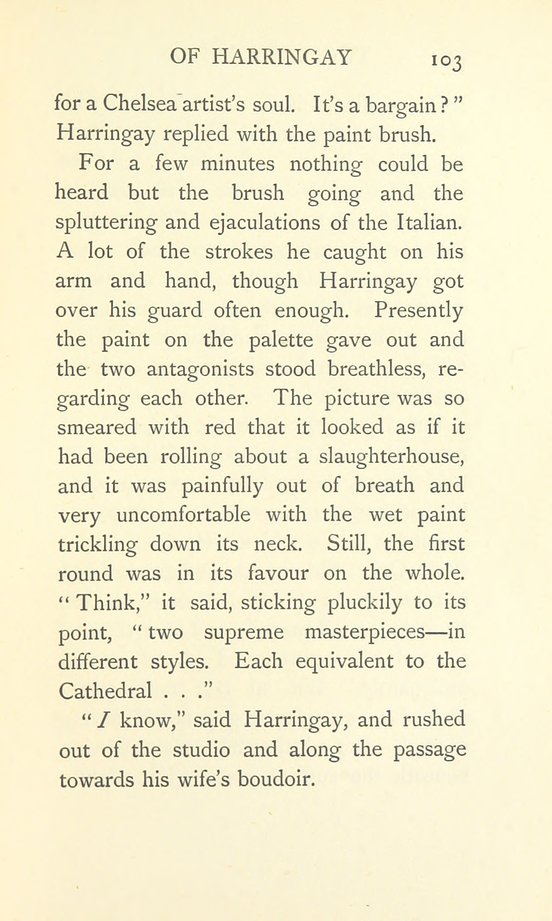 OF HARRINGAY 103
for a Chelsea artist's soul. It's a bargain ? "
Harringay replied with the paint brush.
For a few minutes nothing could be
heard but the brush going and the
spluttering and ejaculations of the Italian.
A lot of the strokes he caught on his
arm and hand, though Harringay got
over his guard often enough. Presently
the paint on the palette gave out and
the two antagonists stood breathless, re-
garding each other. The picture was so
smeared with red that it looked as if it
had been rolling about a slaughterhouse,
and it was painfully out of breath and
very uncomfortable with the wet paint
trickling down its neck. Still, the first
round was in its favour on the whole.
“ Think,” it said, sticking pluckily to its
point, “ two supreme masterpieces—in
different styles. Each equivalent to the
Cathedral . . .”
“ I know,” said Harringay, and rushed
out of the studio and along the passage
towards his wife's boudoir.